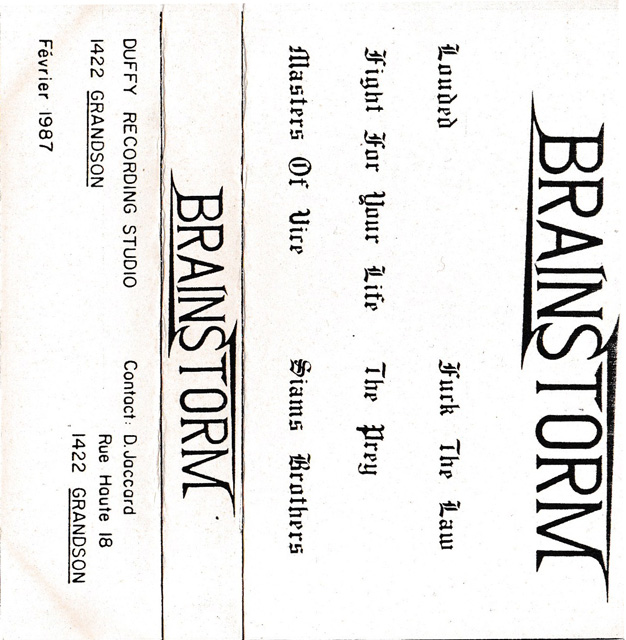 BRAINSTORM
Louded Fuck The Law
Fight For Your Life The Prey
Masters Of Vice Siams Brothers
BRAINSTORM
DUFFY RECORDING STUDIO Contact: D.Jaccard
1422 GRANDSON Rue Haute 18
1422 GRANDSON
Février 1987